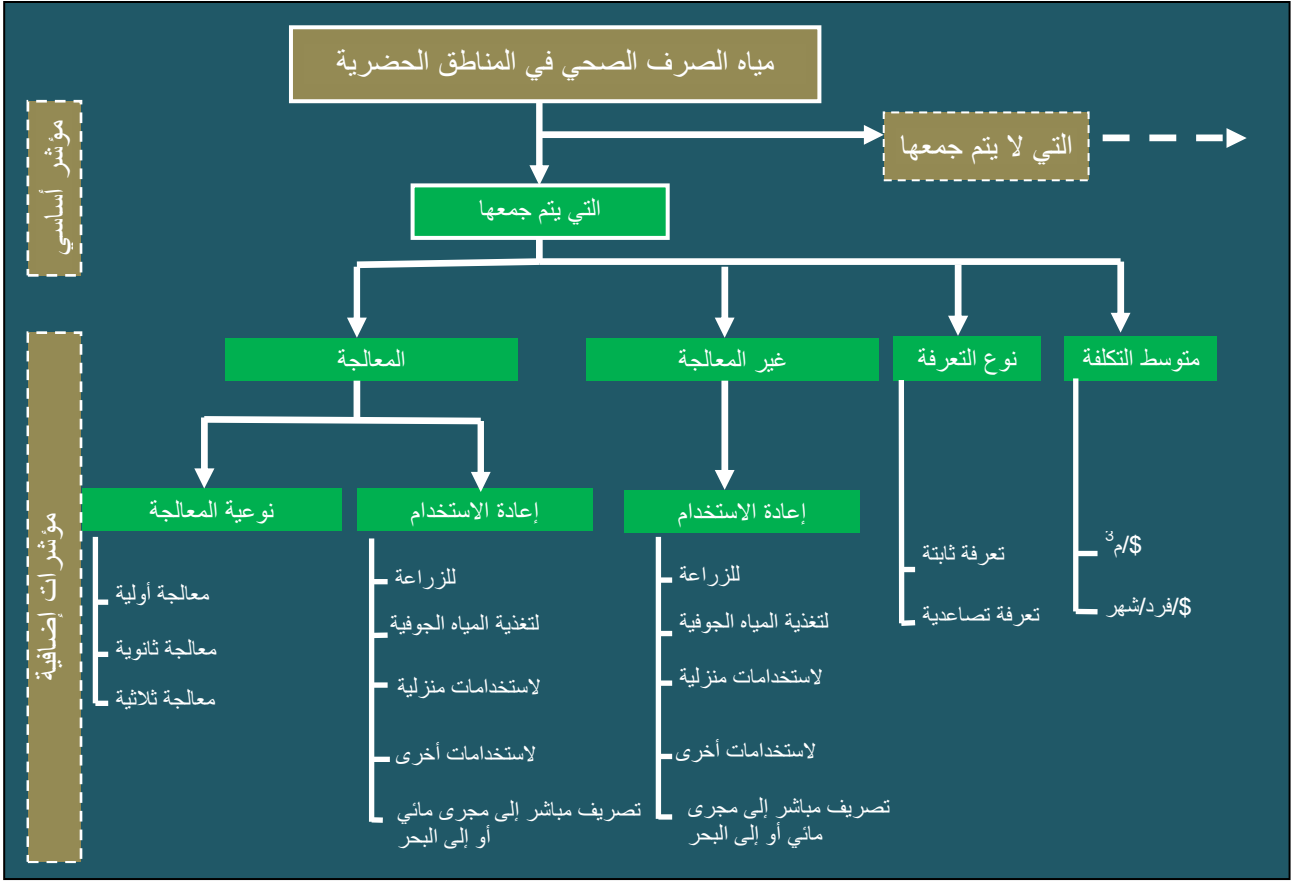 مياه الصرف الصحي في المناطق الحضرية
مؤشر أساسي
التي لا يتم جمعها
التي يتم جمعها
متوسط التكلفة
نوع التعرفة
غير المعالجة
المعالجة
مؤشرات إضافية
$/م³
$/فرد/شهر
تعرفة ثابتة
تعرفة تصاعدية
إعادة الاستخدام
للزراعة
لتغذية المياه الجوفية
لاستخدامات منزلية
لاستخدامات أخرى
تصريف مباشر إلى مجرى
مائي أو إلى البحر
إعادة الاستخدام
للزراعة
لتغذية المياه الجوفية
لاستخدامات منزلية
لاستخدامات أخرى
تصريف مباشر إلى مجرى مائي
أو إلى البحر
نوعية المعالجة
معالجة أولية
معالجة ثانوية
معالجة ثلاثية